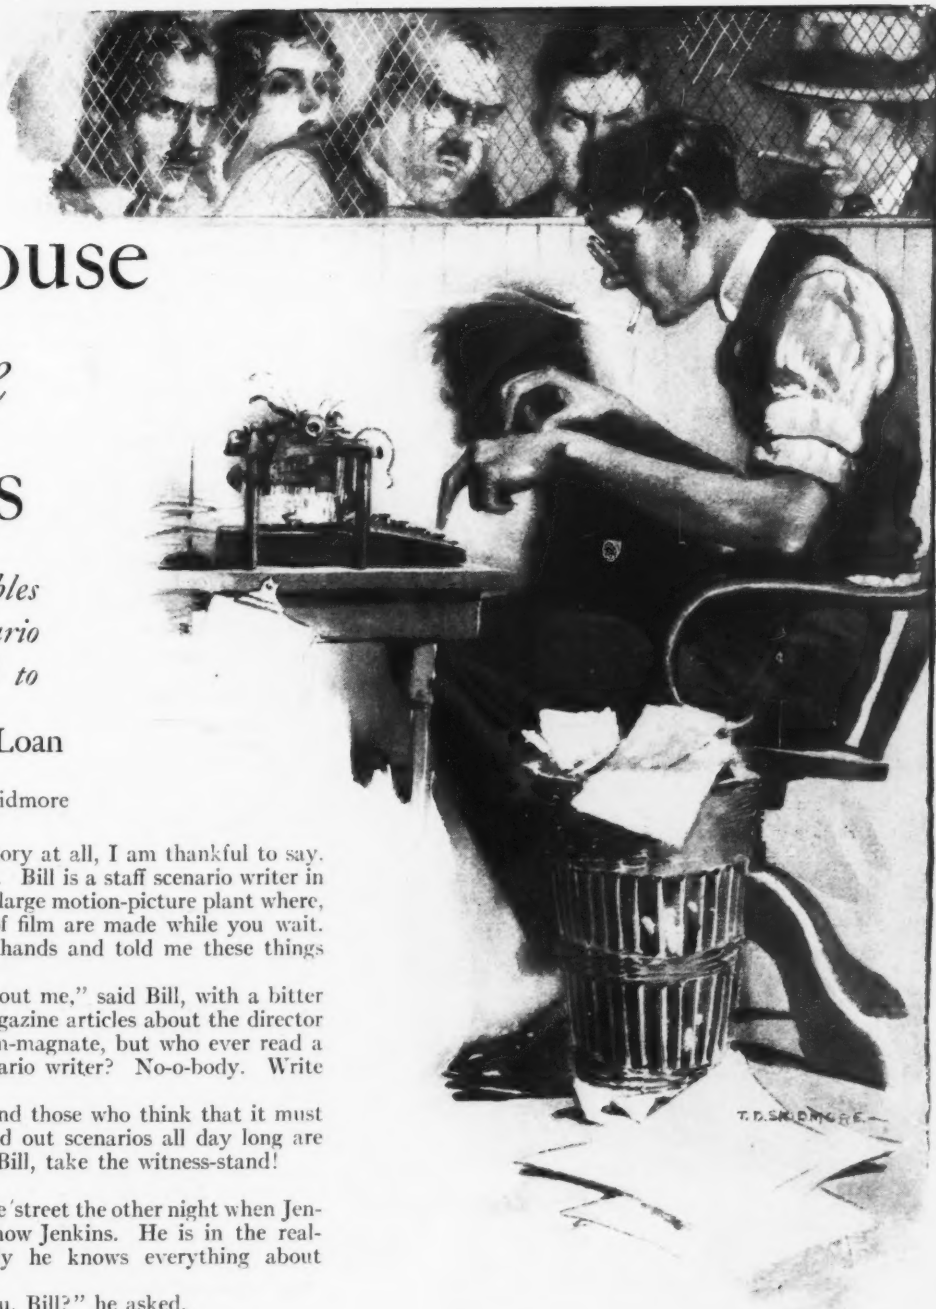 ouse
e
s
bles
ario
to
Loan
idmore
ory at all, I am thankful to say.
Bill is a staff scenario writer in
large motion-picture plant where,
f film are made while you wait.
hands and told me these things
out me,” said Bill, with a bitter
gazine articles about the director
m-magnate, but who ever read a
ario writer? No-o-body. Write
nd those who think that it must
d out scenarios all day long are
Bill, take the witness-stand!
T. D. SKIDMORE
e street the other night when Jen-
now Jenkins. He is in the real-
y he knows everything about
u, Bill?” he asked.